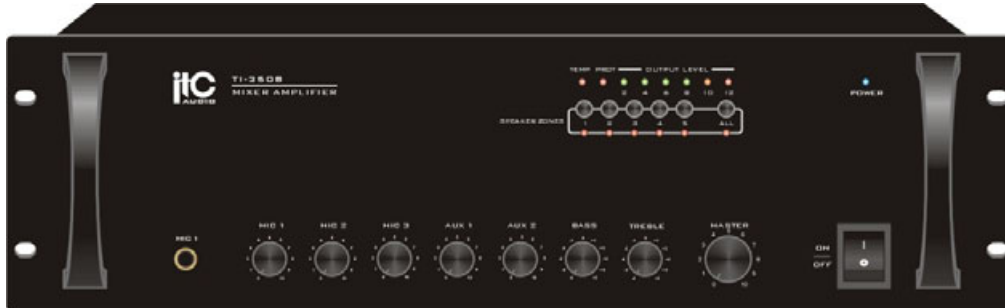 itC
AUDIO
TI-350B
MIXER AMPLIFIER
TEMP PROT OUTPUT LEVEL
2 4 6 8 10 12
POWER
SPEAKER ZONES
1 2 3 4 5 ALL
MIC 1
MIC 1 MIC 2 MIC 3 AUX 1 AUX 2 BASS TREBLE MASTER
ON
OFF